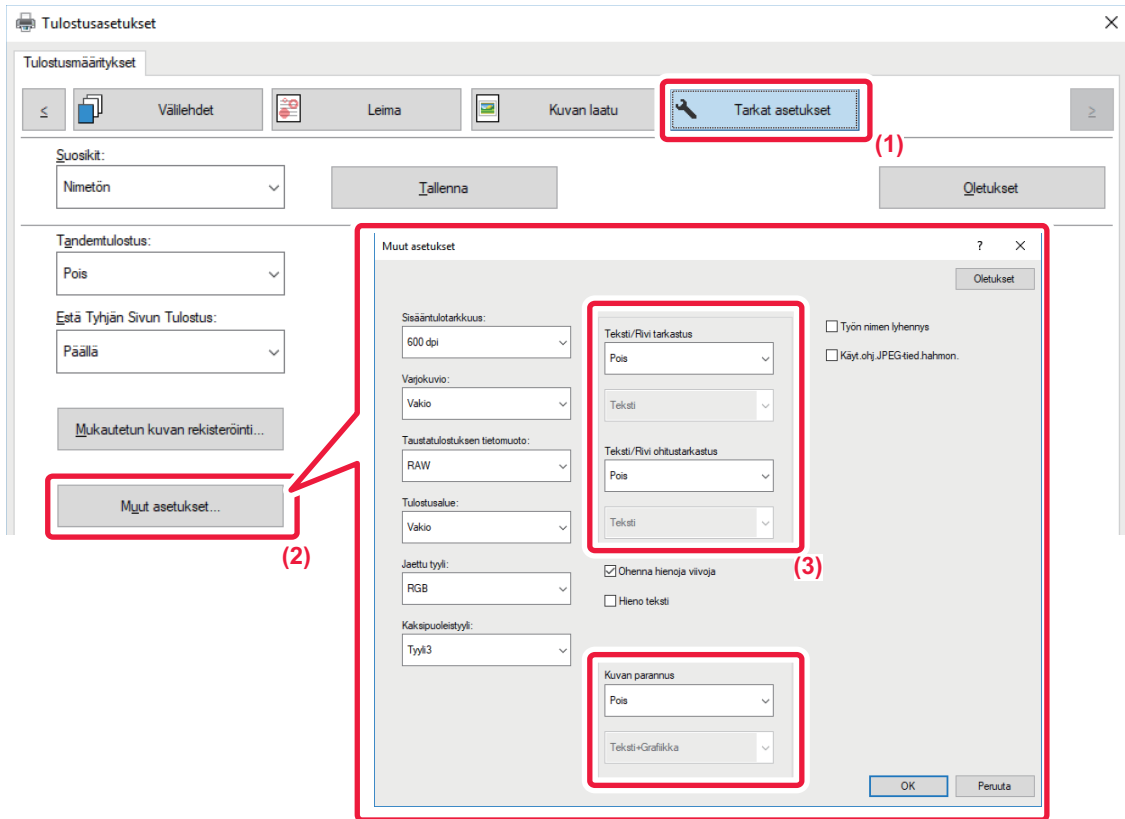 Tulostusasetukset
Tulostusmääritykset
<
Välilehdet
Leima
Kuvan laatu
Tarkat asetukset
>
(1)
Suosikit:
Nimetön
Tallenna
Oletukset
Tandemtulostus:
Pois
Estä Tyhjän Sivun Tulostus:
Päällä
Mukautetun kuvan rekisteröinti...
Muut asetukset...
(2)
Muut asetukset
?
Oletukset
Sisääntulotarkkuus:
600 dpi
Varjokuvio:
Vakio
Taustatulostuksen tietomuoto:
RAW
Tulostusalue:
Vakio
Jaettu tyyli:
RGB
Kaksipuoleistyyli:
Tyyli3
Teksti/Rivi tarkastus
Pois
Teksti
Teksti/Rivi ohitustarkastus
Pois
Teksti
(3)
Ohenna hienoja viivoja
Hieno teksti
Kuvan parannus
Pois
Teksti+Grafiikka
Työn nimen lyhennys
Käyt.ohj.JPEG-tied.hahmon.
OK
Peruuta